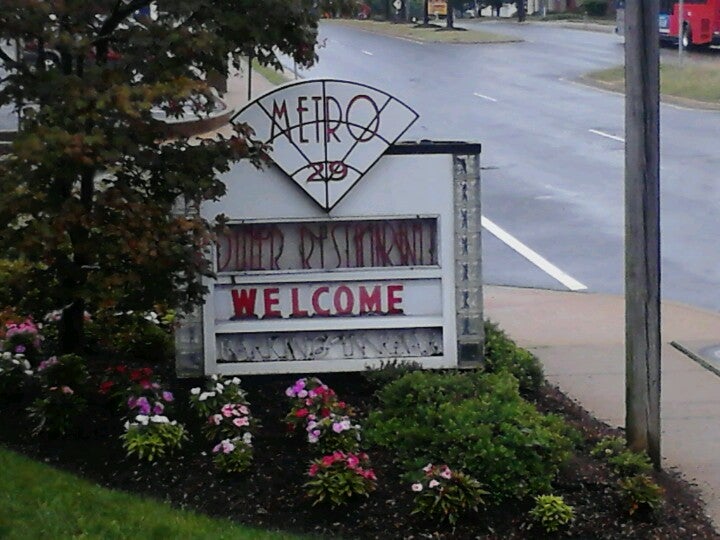 METRO
29
DINER RESTAURANT
WELCOME